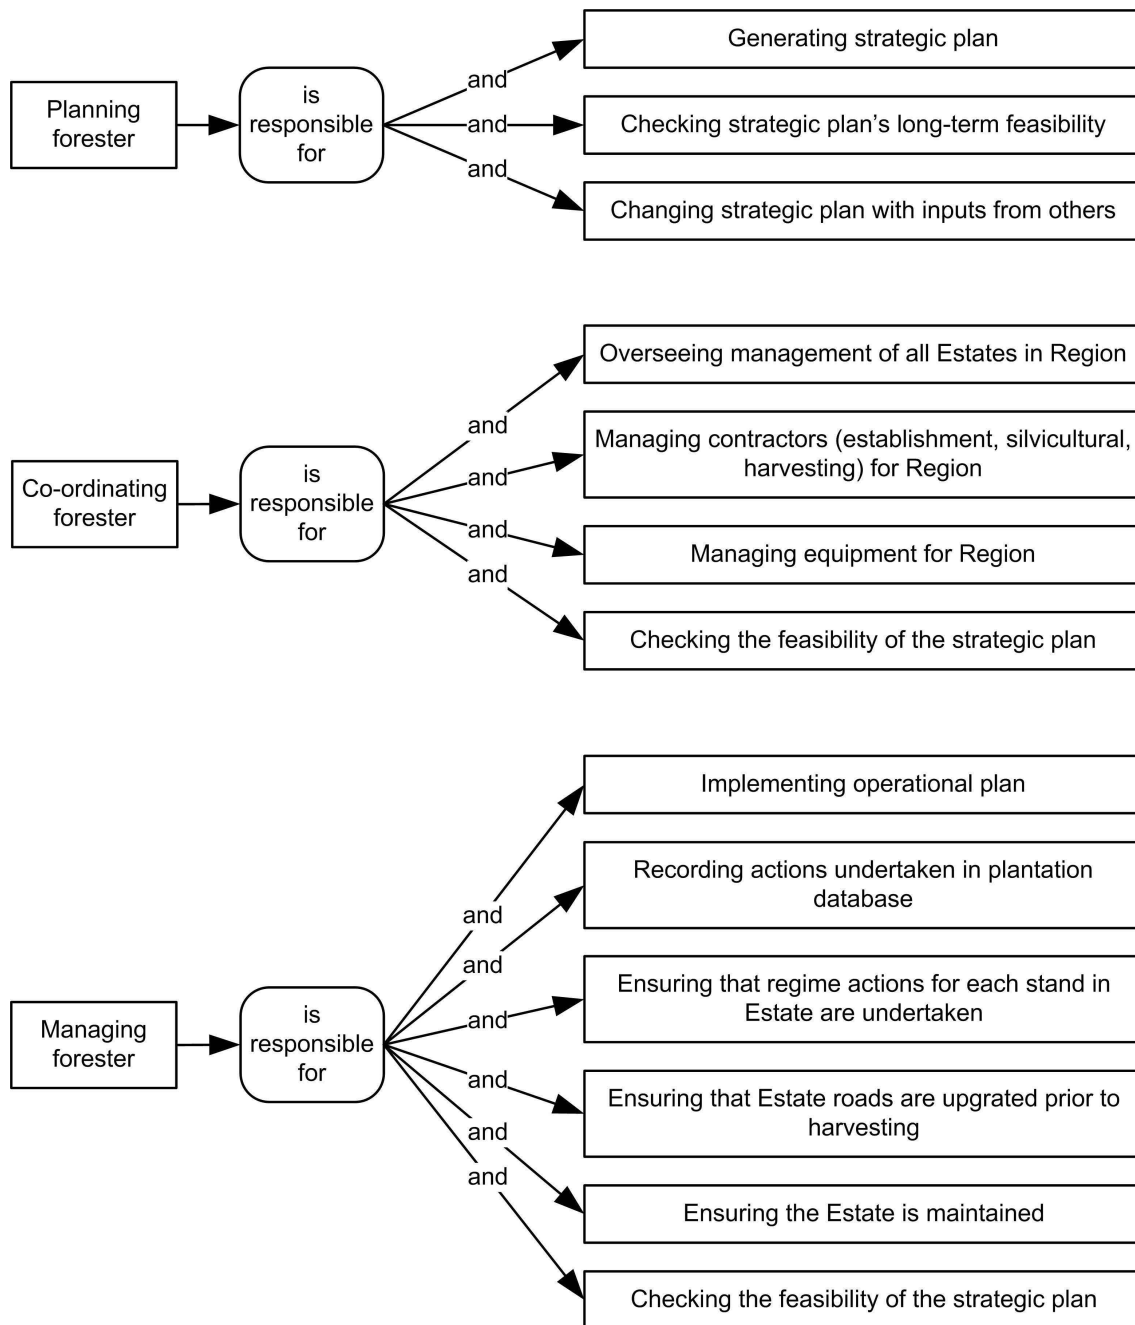 Planning
forester
is
responsible
for
and
and
and
Generating strategic plan
Checking strategic plan's long-term feasibility
Changing strategic plan with inputs from others
Co-ordinating
forester
is
responsible
for
and
and
and
and
Overseeing management of all Estates in Region
Managing contractors (establishment, silvicultural,
harvesting) for Region
Managing equipment for Region
Checking the feasibility of the strategic plan
Managing
forester
is
responsible
for
and
and
and
and
and
and
Implementing operational plan
Recording actions undertaken in plantation
database
Ensuring that regime actions for each stand in
Estate are undertaken
Ensuring that Estate roads are upgrated prior to
harvesting
Ensuring the Estate is maintained
Checking the feasibility of the strategic plan